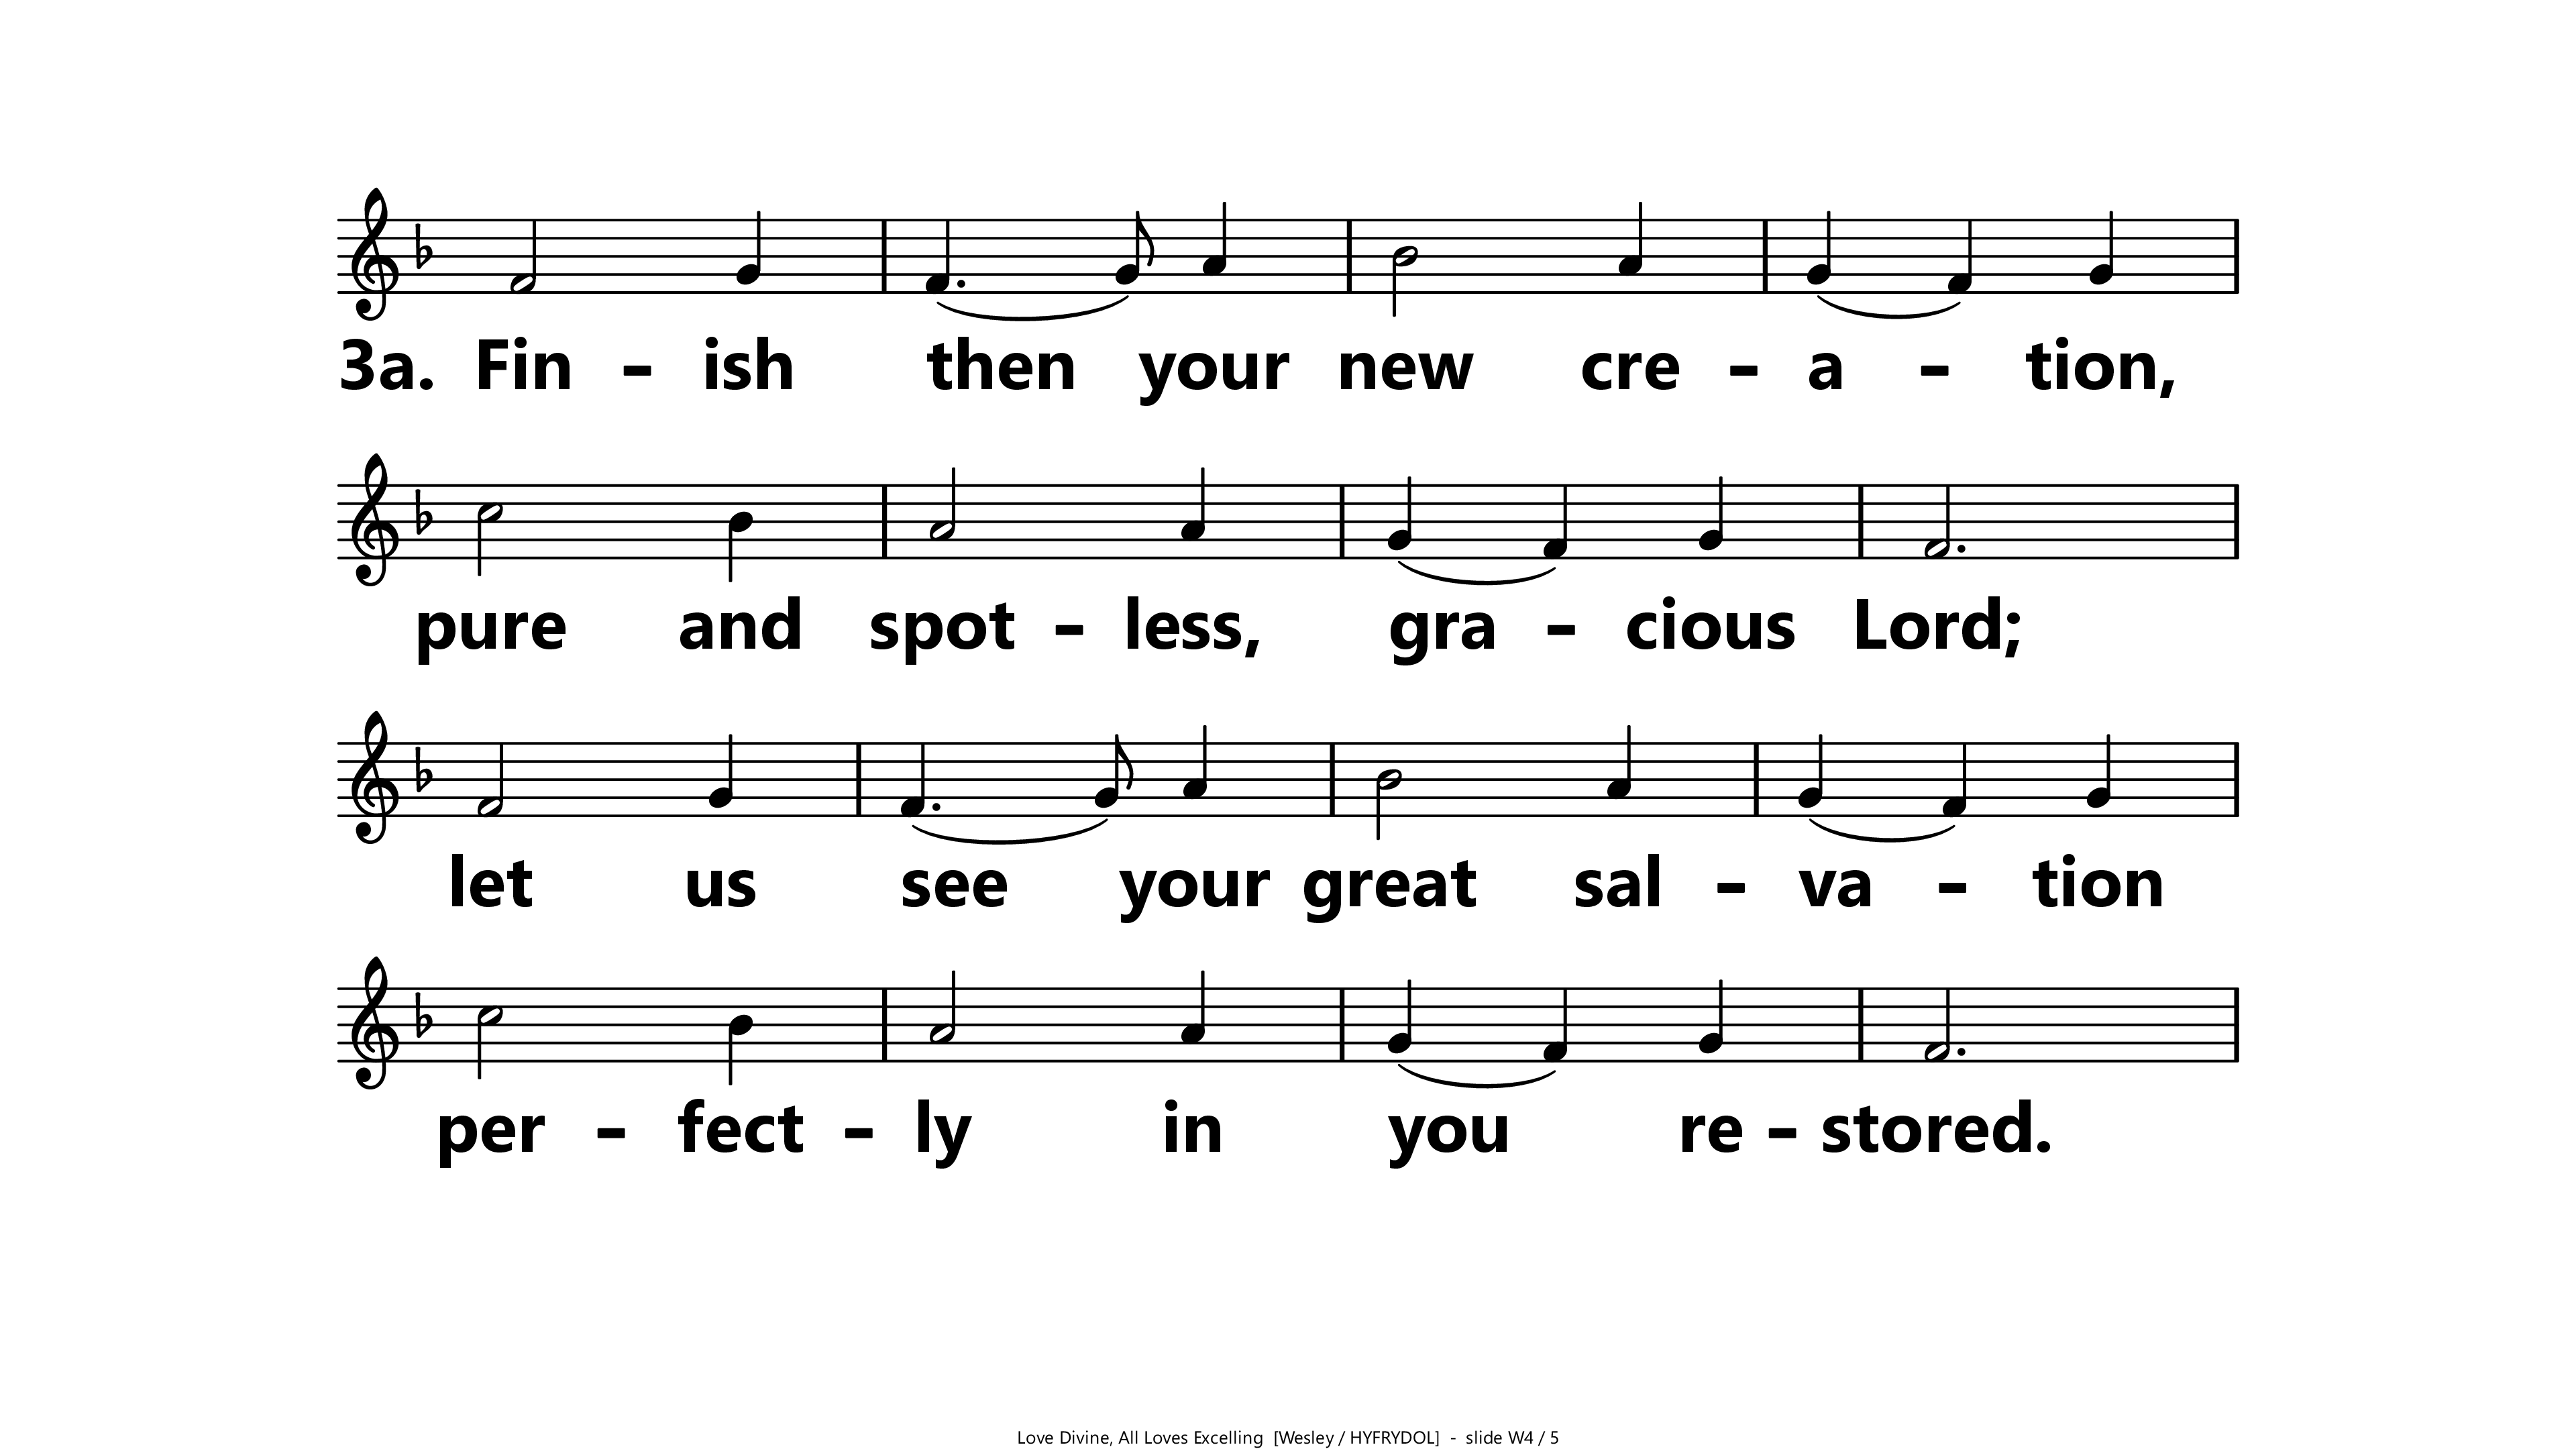 3a. Fin - ish then your new cre - a - tion,
pure and spot - less, gra - cious Lord;
let us see your great sal - va - tion
per - fect - ly in you re - stored.
Love Divine, All Loves Excelling [Wesley / HYFRYDOL] - slide W4 / 5